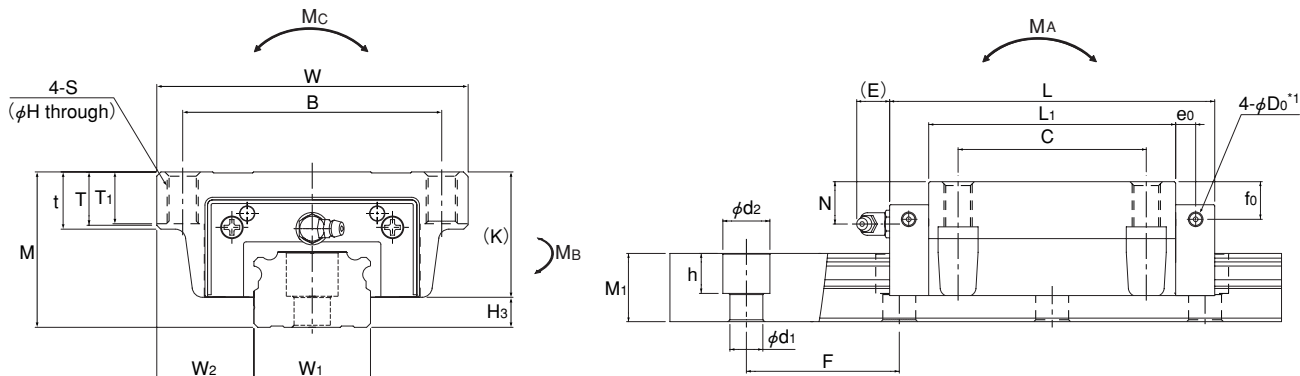 MC
W
4-S
(φH through)
B
t
T
T1
M
(K)
MB
H3
W2
W1
MA
(E)
L
L1
e0
4-φD0*1
C
N
f0
φd2
M1
h
φd1
F